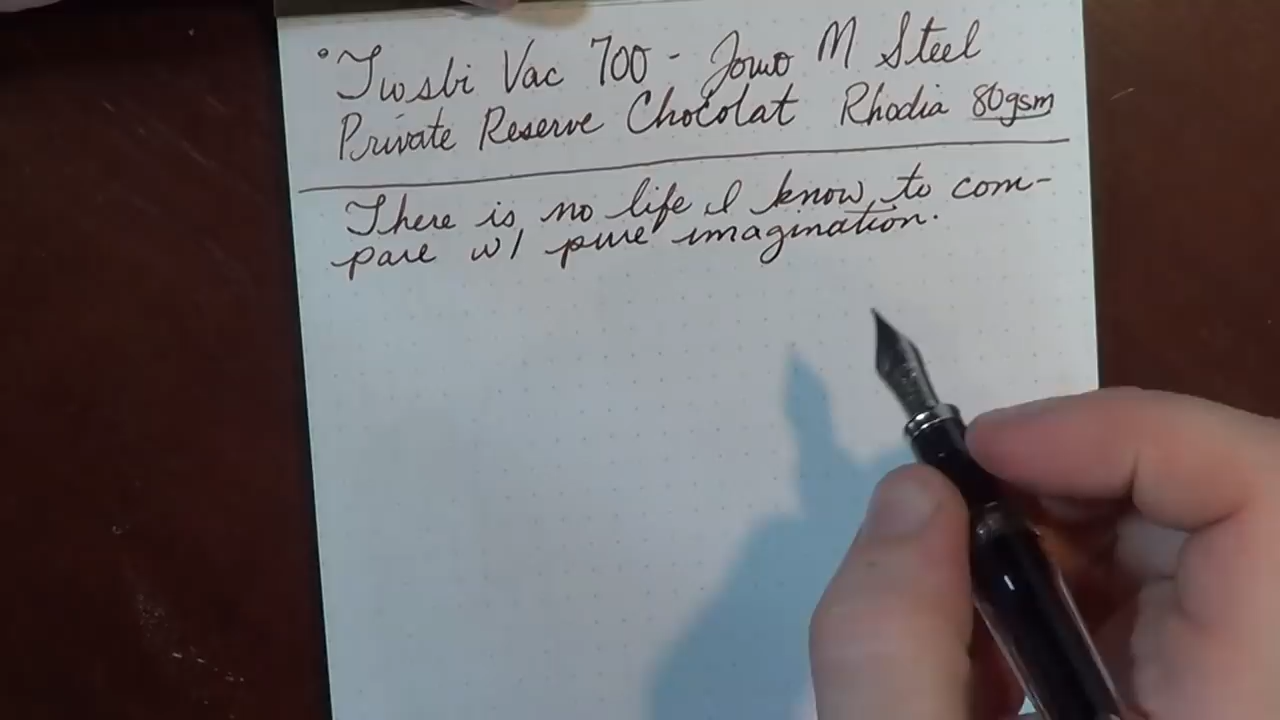 Twsbi Vac 700 - Jowo M Steel
Private Reserve Chocolat Rhodia 80gsm
There is no life I know to com-
pare w/ pure imagination.